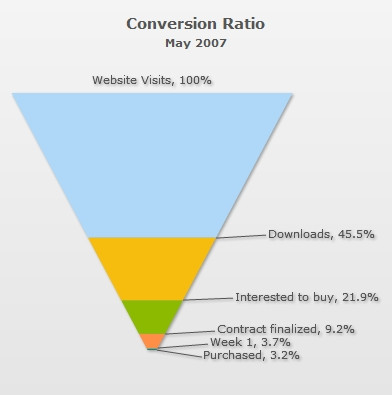 Conversion Ratio
May 2007
Website Visits, 100%
Downloads, 45.5%
Interested to buy, 21.9%
Contract finalized, 9.2%
Week 1, 3.7%
Purchased, 3.2%